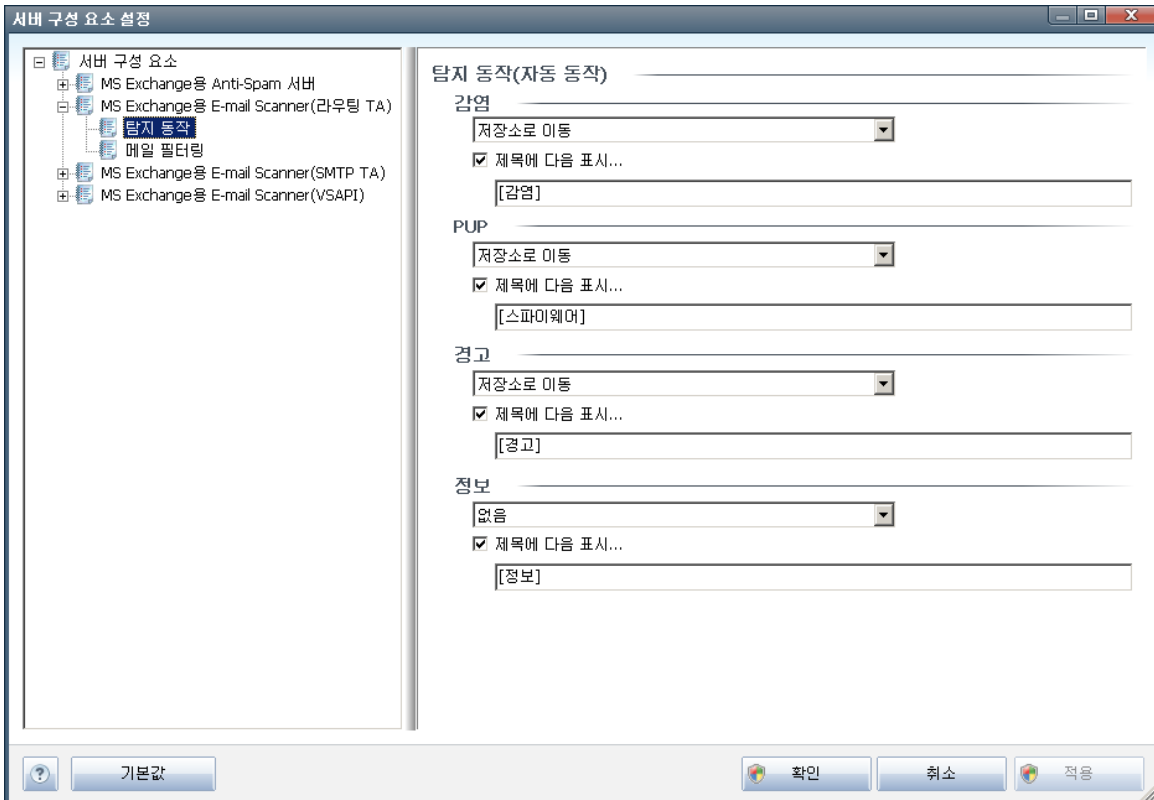 서버 구성 요소 설정
서버 구성 요소
MS Exchange용 Anti-Spam 서버
MS Exchange용 E-mail Scanner(라우팅 TA)
탐지 동작
메일 필터링
MS Exchange용 E-mail Scanner(SMTP TA)
MS Exchange용 E-mail Scanner(VSAPI)
탐지 동작(자동 동작)
감염
저장소로 이동
제목에 다음 표시...
[감염]
PUP
저장소로 이동
제목에 다음 표시...
[스파이웨어]
경고
저장소로 이동
제목에 다음 표시...
[경고]
정보
없음
제목에 다음 표시...
[정보]
기본값
확인
취소
적용